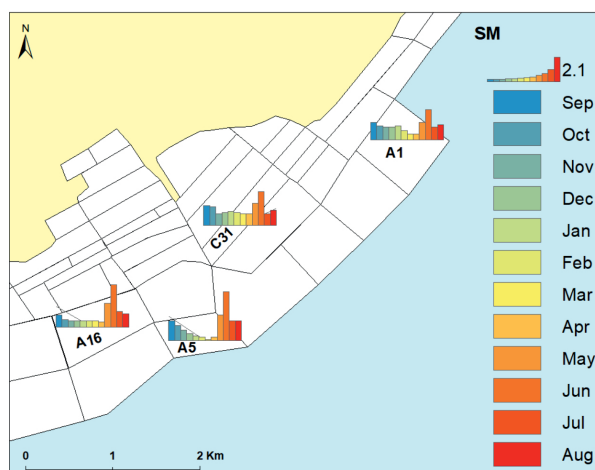 N
SM
2.1
Sep
Oct
Nov
Dec
Jan
Feb
Mar
Apr
May
Jun
Jul
Aug
A1
C31
A16
A5
0 1 2 Km